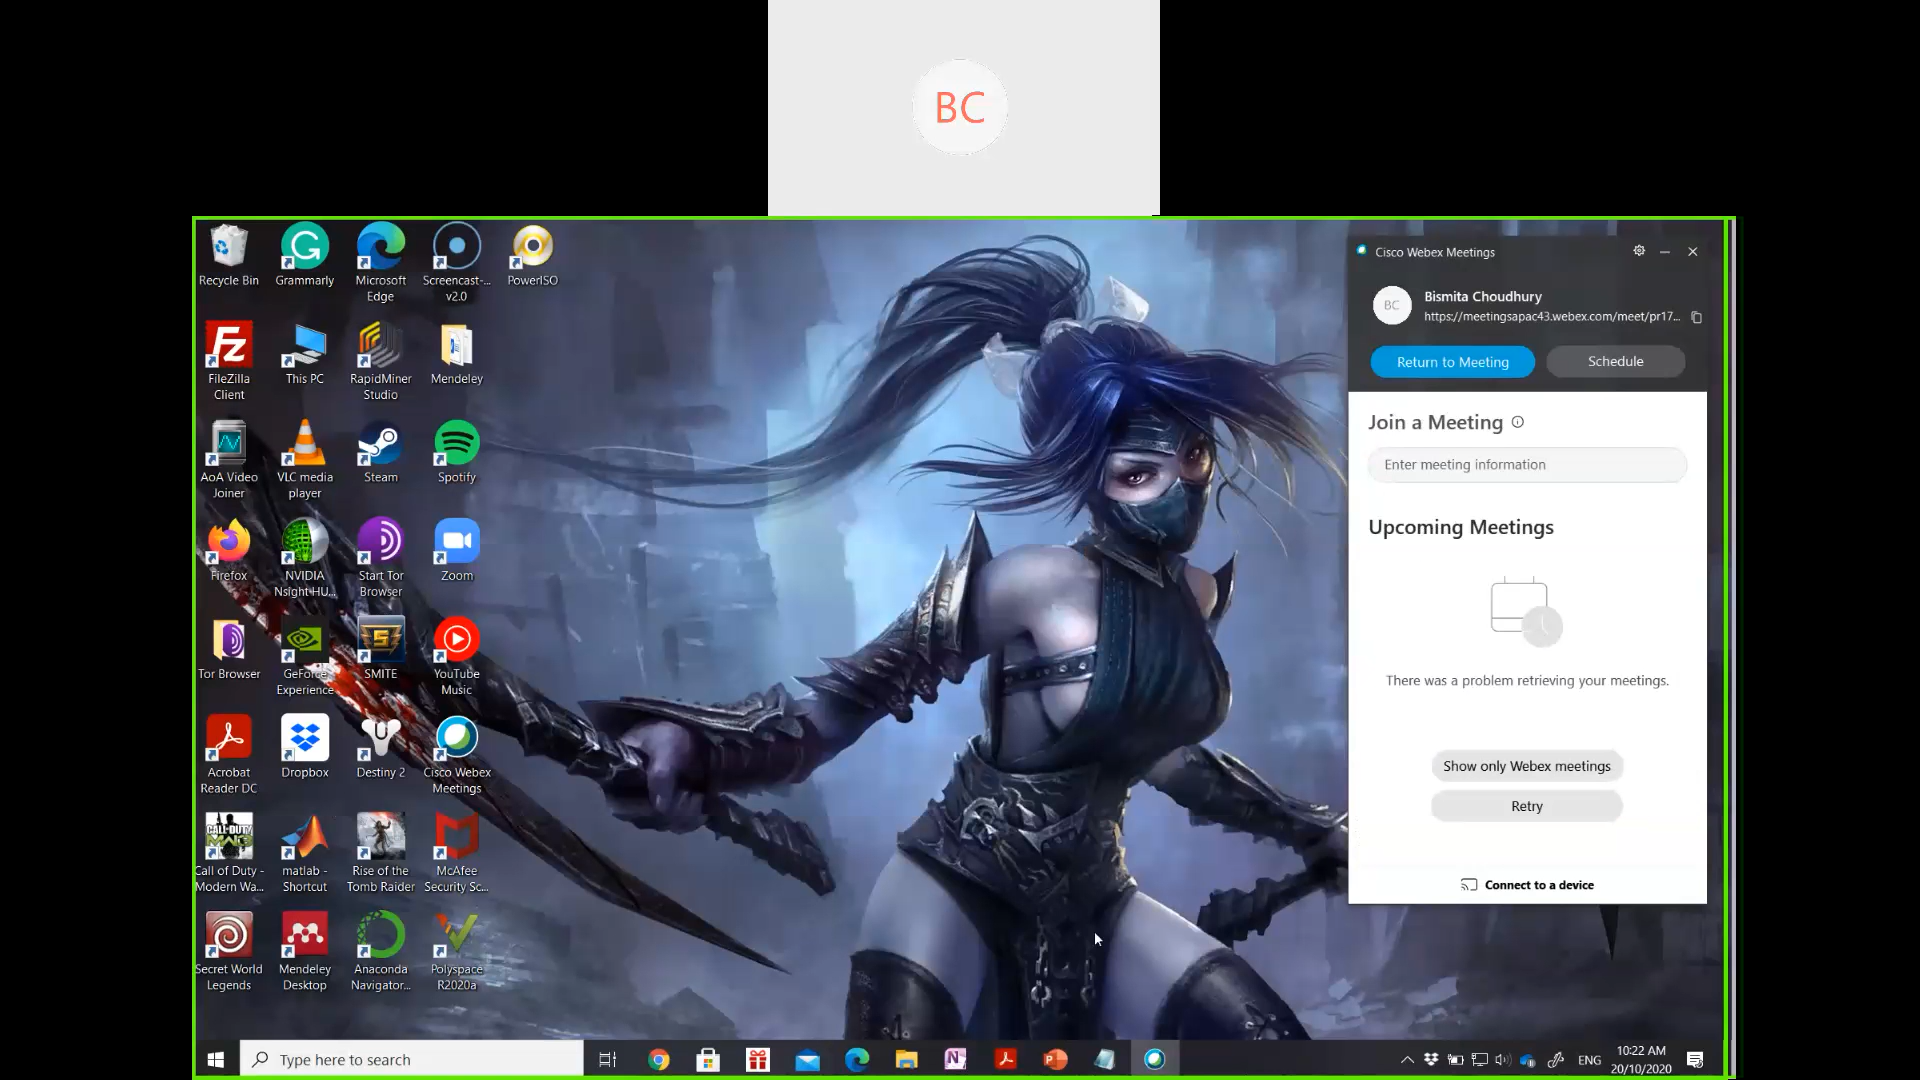 BC
Recycle Bin
Grammarly
Microsoft
Edge
Screencast-...
v2.0
PowerISO
FileZilla
Client
This PC
RapidMiner
Studio
Mendeley
AoA Video
Joiner
VLC media
player
Steam
Spotify
Firefox
NVIDIA
Nsight HU...
Start Tor
Browser
Zoom
Tor Browser
GeForce
Experience
SMITE
YouTube
Music
Acrobat
Reader DC
Dropbox
Destiny 2
Cisco Webex
Meetings
CALL OF DUTY
MW3
Call of Duty -
Modern Wa...
matlab -
Shortcut
Rise of the
Tomb Raider
McAfee
Security Sc...
Secret World
Legends
Mendeley
Desktop
Anaconda
Navigator...
Polyspace
R2020a
Cisco Webex Meetings
BC
Bismita Choudhury
https://meetingsapac43.webex.com/meet/pr17...
Return to Meeting
Schedule
Join a Meeting
Enter meeting information
Upcoming Meetings
There was a problem retrieving your meetings.
Show only Webex meetings
Retry
Connect to a device
Type here to search
ENG
10:22 AM
20/10/2020